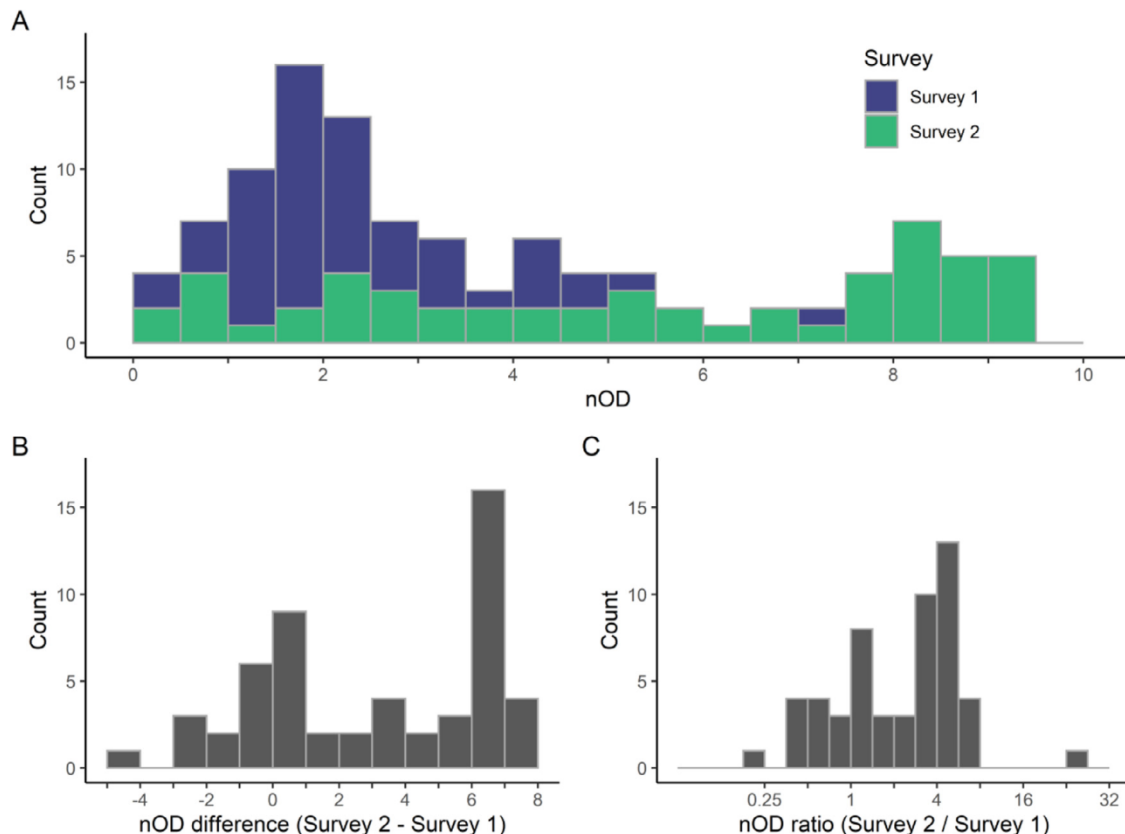 A
Survey
Survey 1
Survey 2
15
10
5
0
Count
0 2 4 6 8 10
nOD
B
15
10
5
0
Count
-4 -2 0 2 4 6 8
nOD difference (Survey 2 - Survey 1)
C
15
10
5
0
Count
0.25 1 4 16 32
nOD ratio (Survey 2 / Survey 1)